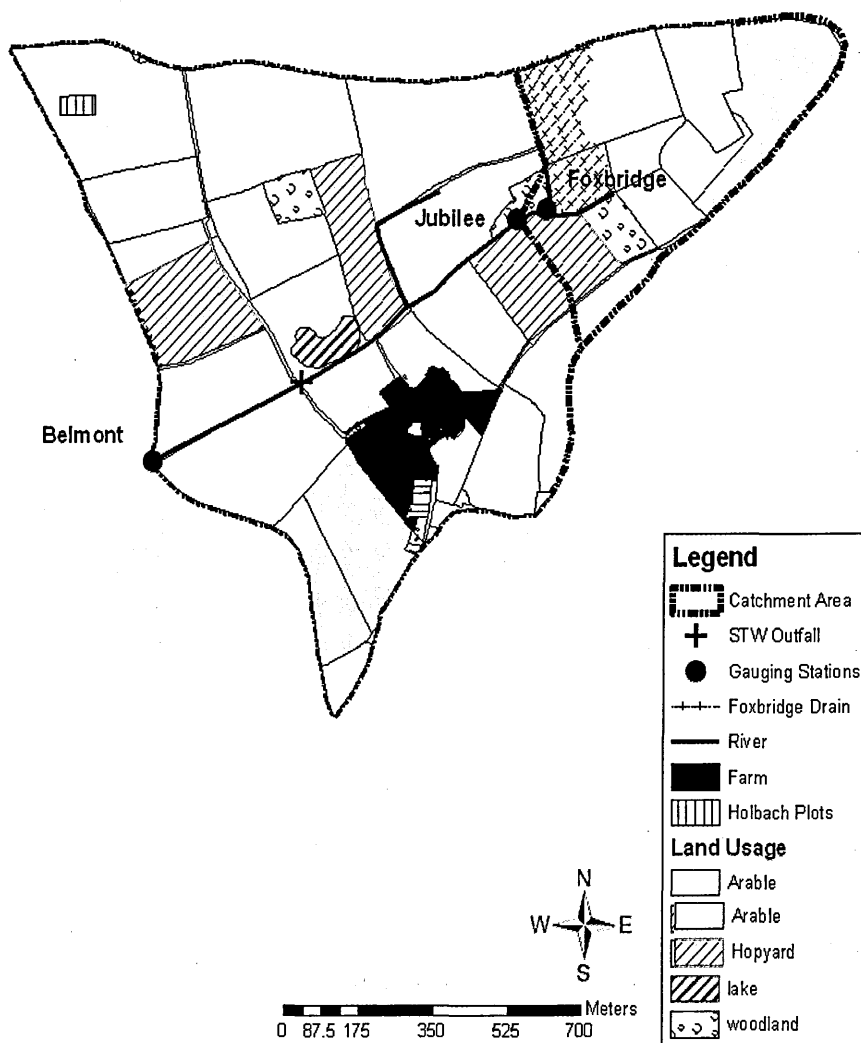 Foxbridge
Jubilee
Belmont
Legend
Catchment Area
STW Outfall
Gauging Stations
Foxbridge Drain
River
Farm
Holbach Plots
Land Usage
Arable
Arable
Hopyard
lake
woodland
N
W E
S
Meters
0 87.5 175 350 525 700